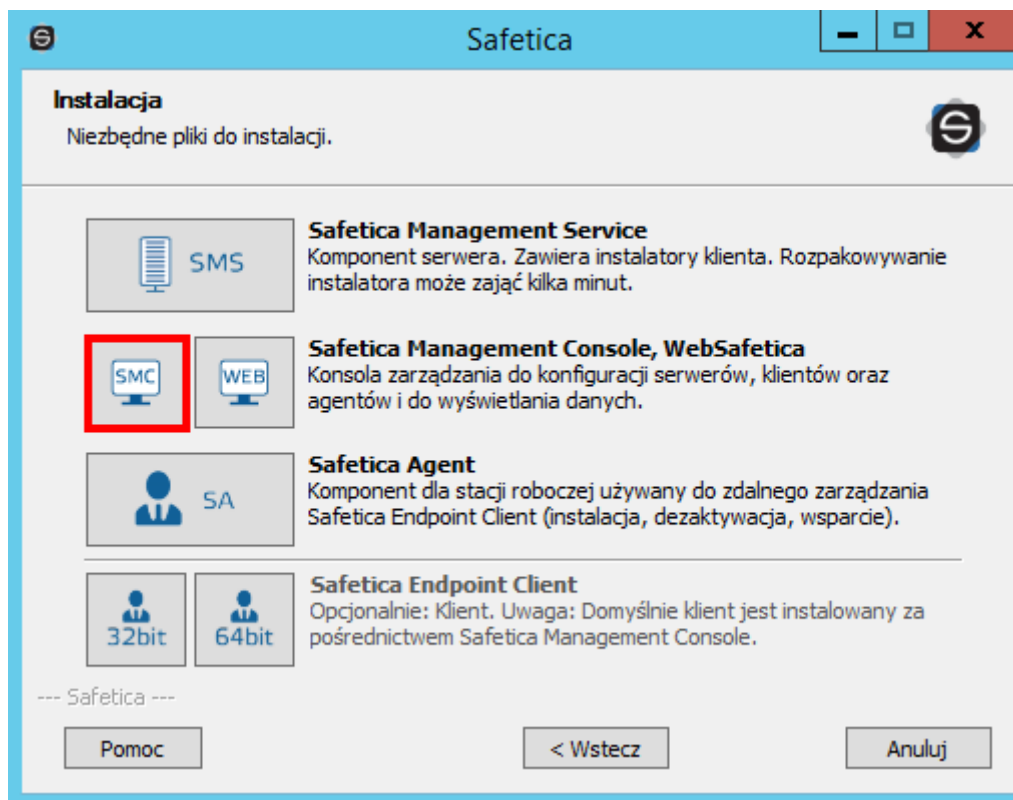 Safetica
Instalacja
Niezbędne pliki do instalacji.
SMS
Safetica Management Service
Komponent serwera. Zawiera instalatory klienta. Rozpakowywanie
instalatora może zająć kilka minut.
SMC
WEB
Safetica Management Console, WebSafetica
Konsola zarządzania do konfiguracji serwerów, klientów oraz
agentów i do wyświetlania danych.
SA
Safetica Agent
Komponent dla stacji roboczej używany do zdalnego zarządzania
Safetica Endpoint Client (instalacja, dezaktywacja, wsparcie).
32bit
64bit
Safetica Endpoint Client
Opcjonalnie: Klient. Uwaga: Domyślnie klient jest instalowany za
pośrednictwem Safetica Management Console.
--- Safetica ---
Pomoc
< Wstecz
Anuluj